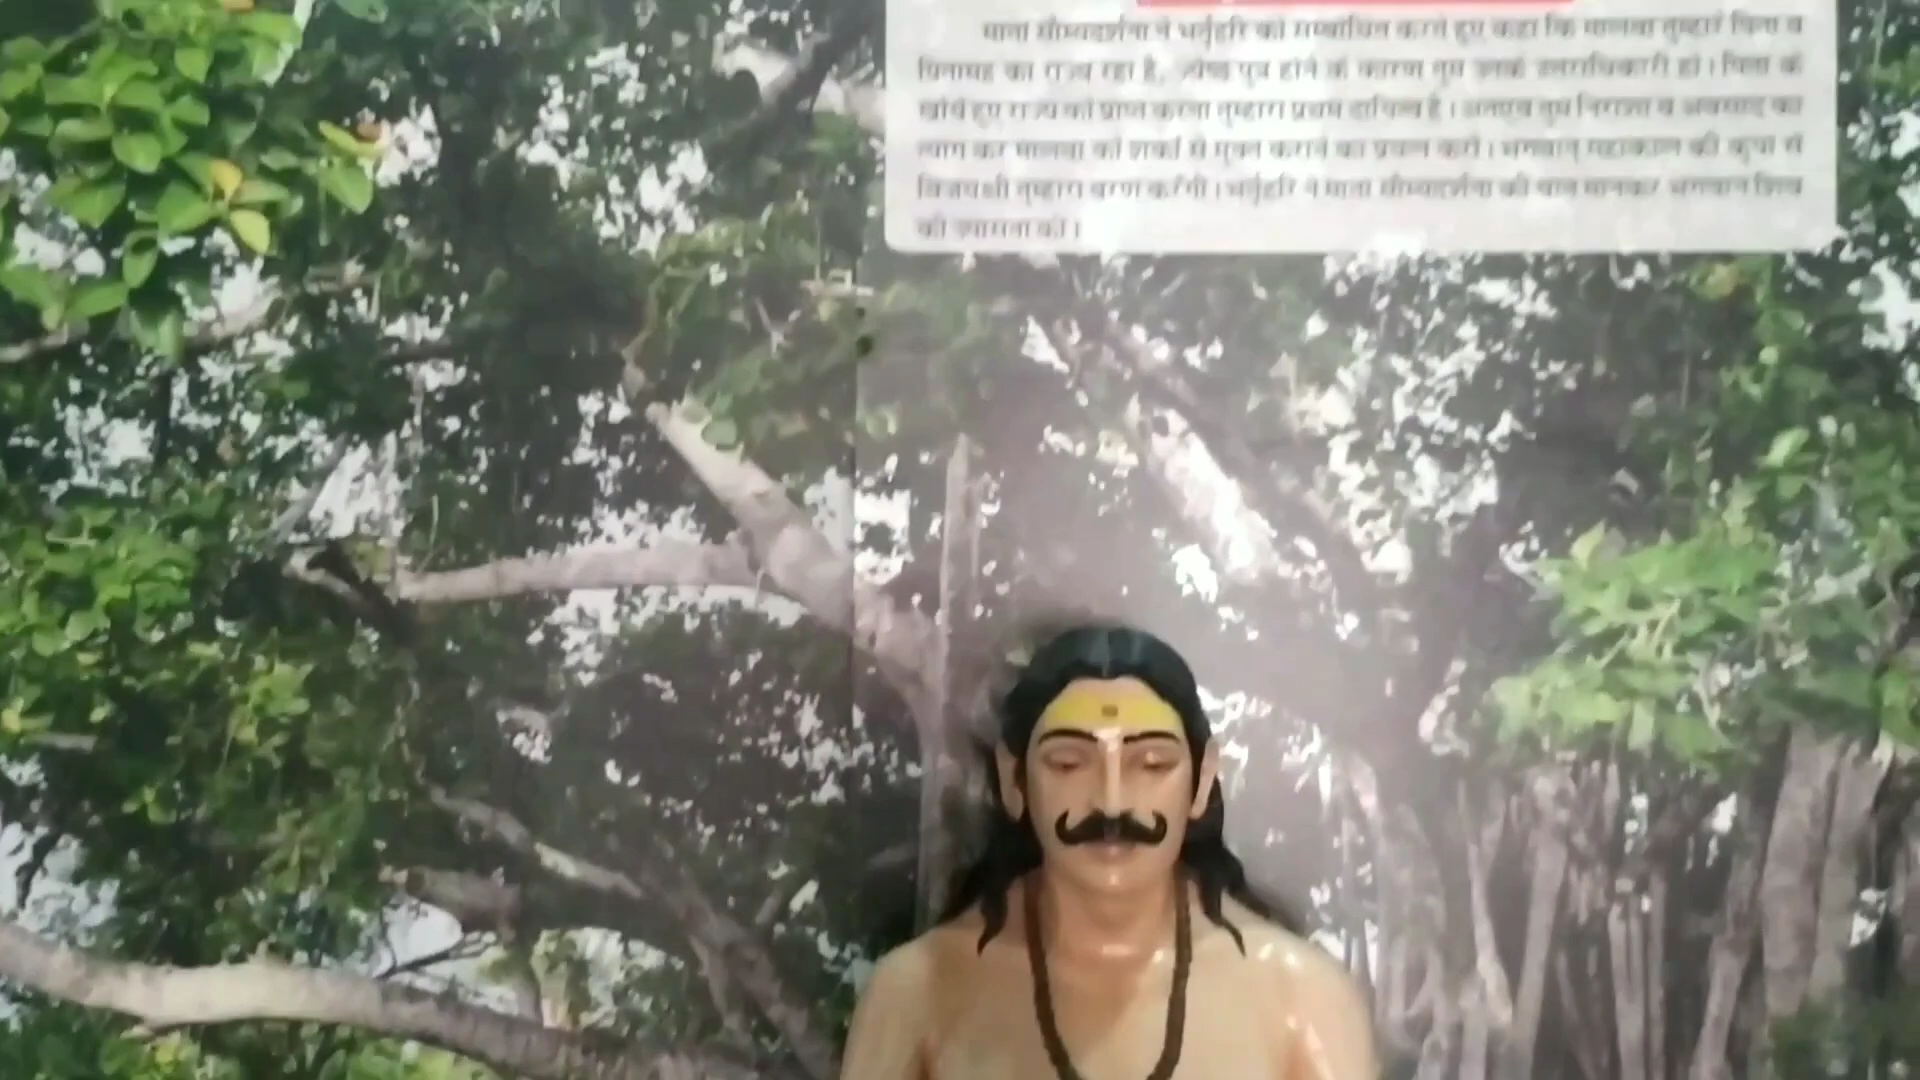 माता सौम्यदर्शना ने भर्तृहरि को सम्बोधित करते हुए कहा कि मालवा तुम्हारे पिता व
पितामह का राज्य रहा है, ज्येष्ठ पुत्र होने के कारण तुम उनके उत्तराधिकारी हो। पिता के
खोये हुए राज्य को प्राप्त करना तुम्हारा प्रथम दायित्व है। अतएव तुम निराशा व अवसाद का
त्याग कर मालवा को शकों से मुक्त कराने का प्रयत्न करो। भगवान् महाकाल की कृपा से
विजयश्री तुम्हारा वरण करेगी। भर्तृहरि ने माता सौम्यदर्शना की बात मानकर भगवान शिव
की उपासना की।